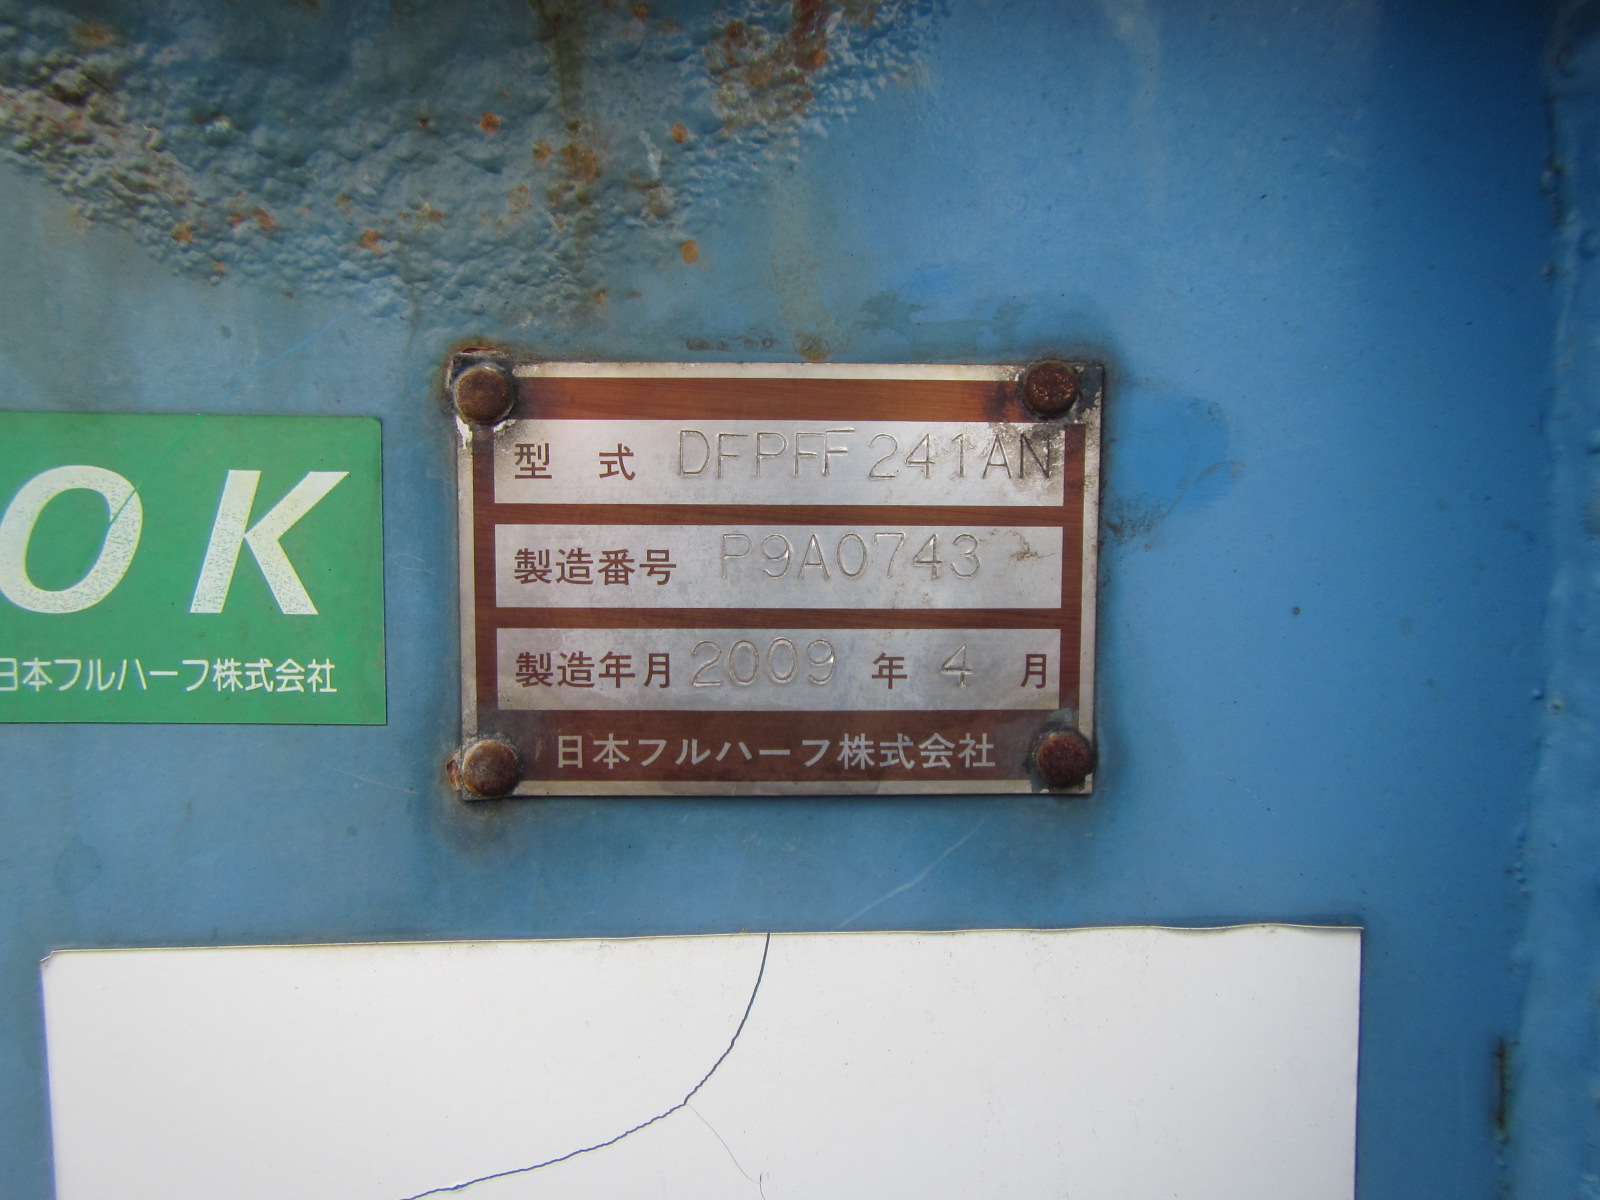 型 式 DFPFF241AN
製造番号 P9A0743
製造年月 2009 年 4 月
日本フルハーフ株式会社
OK
日本フルハーフ株式会社